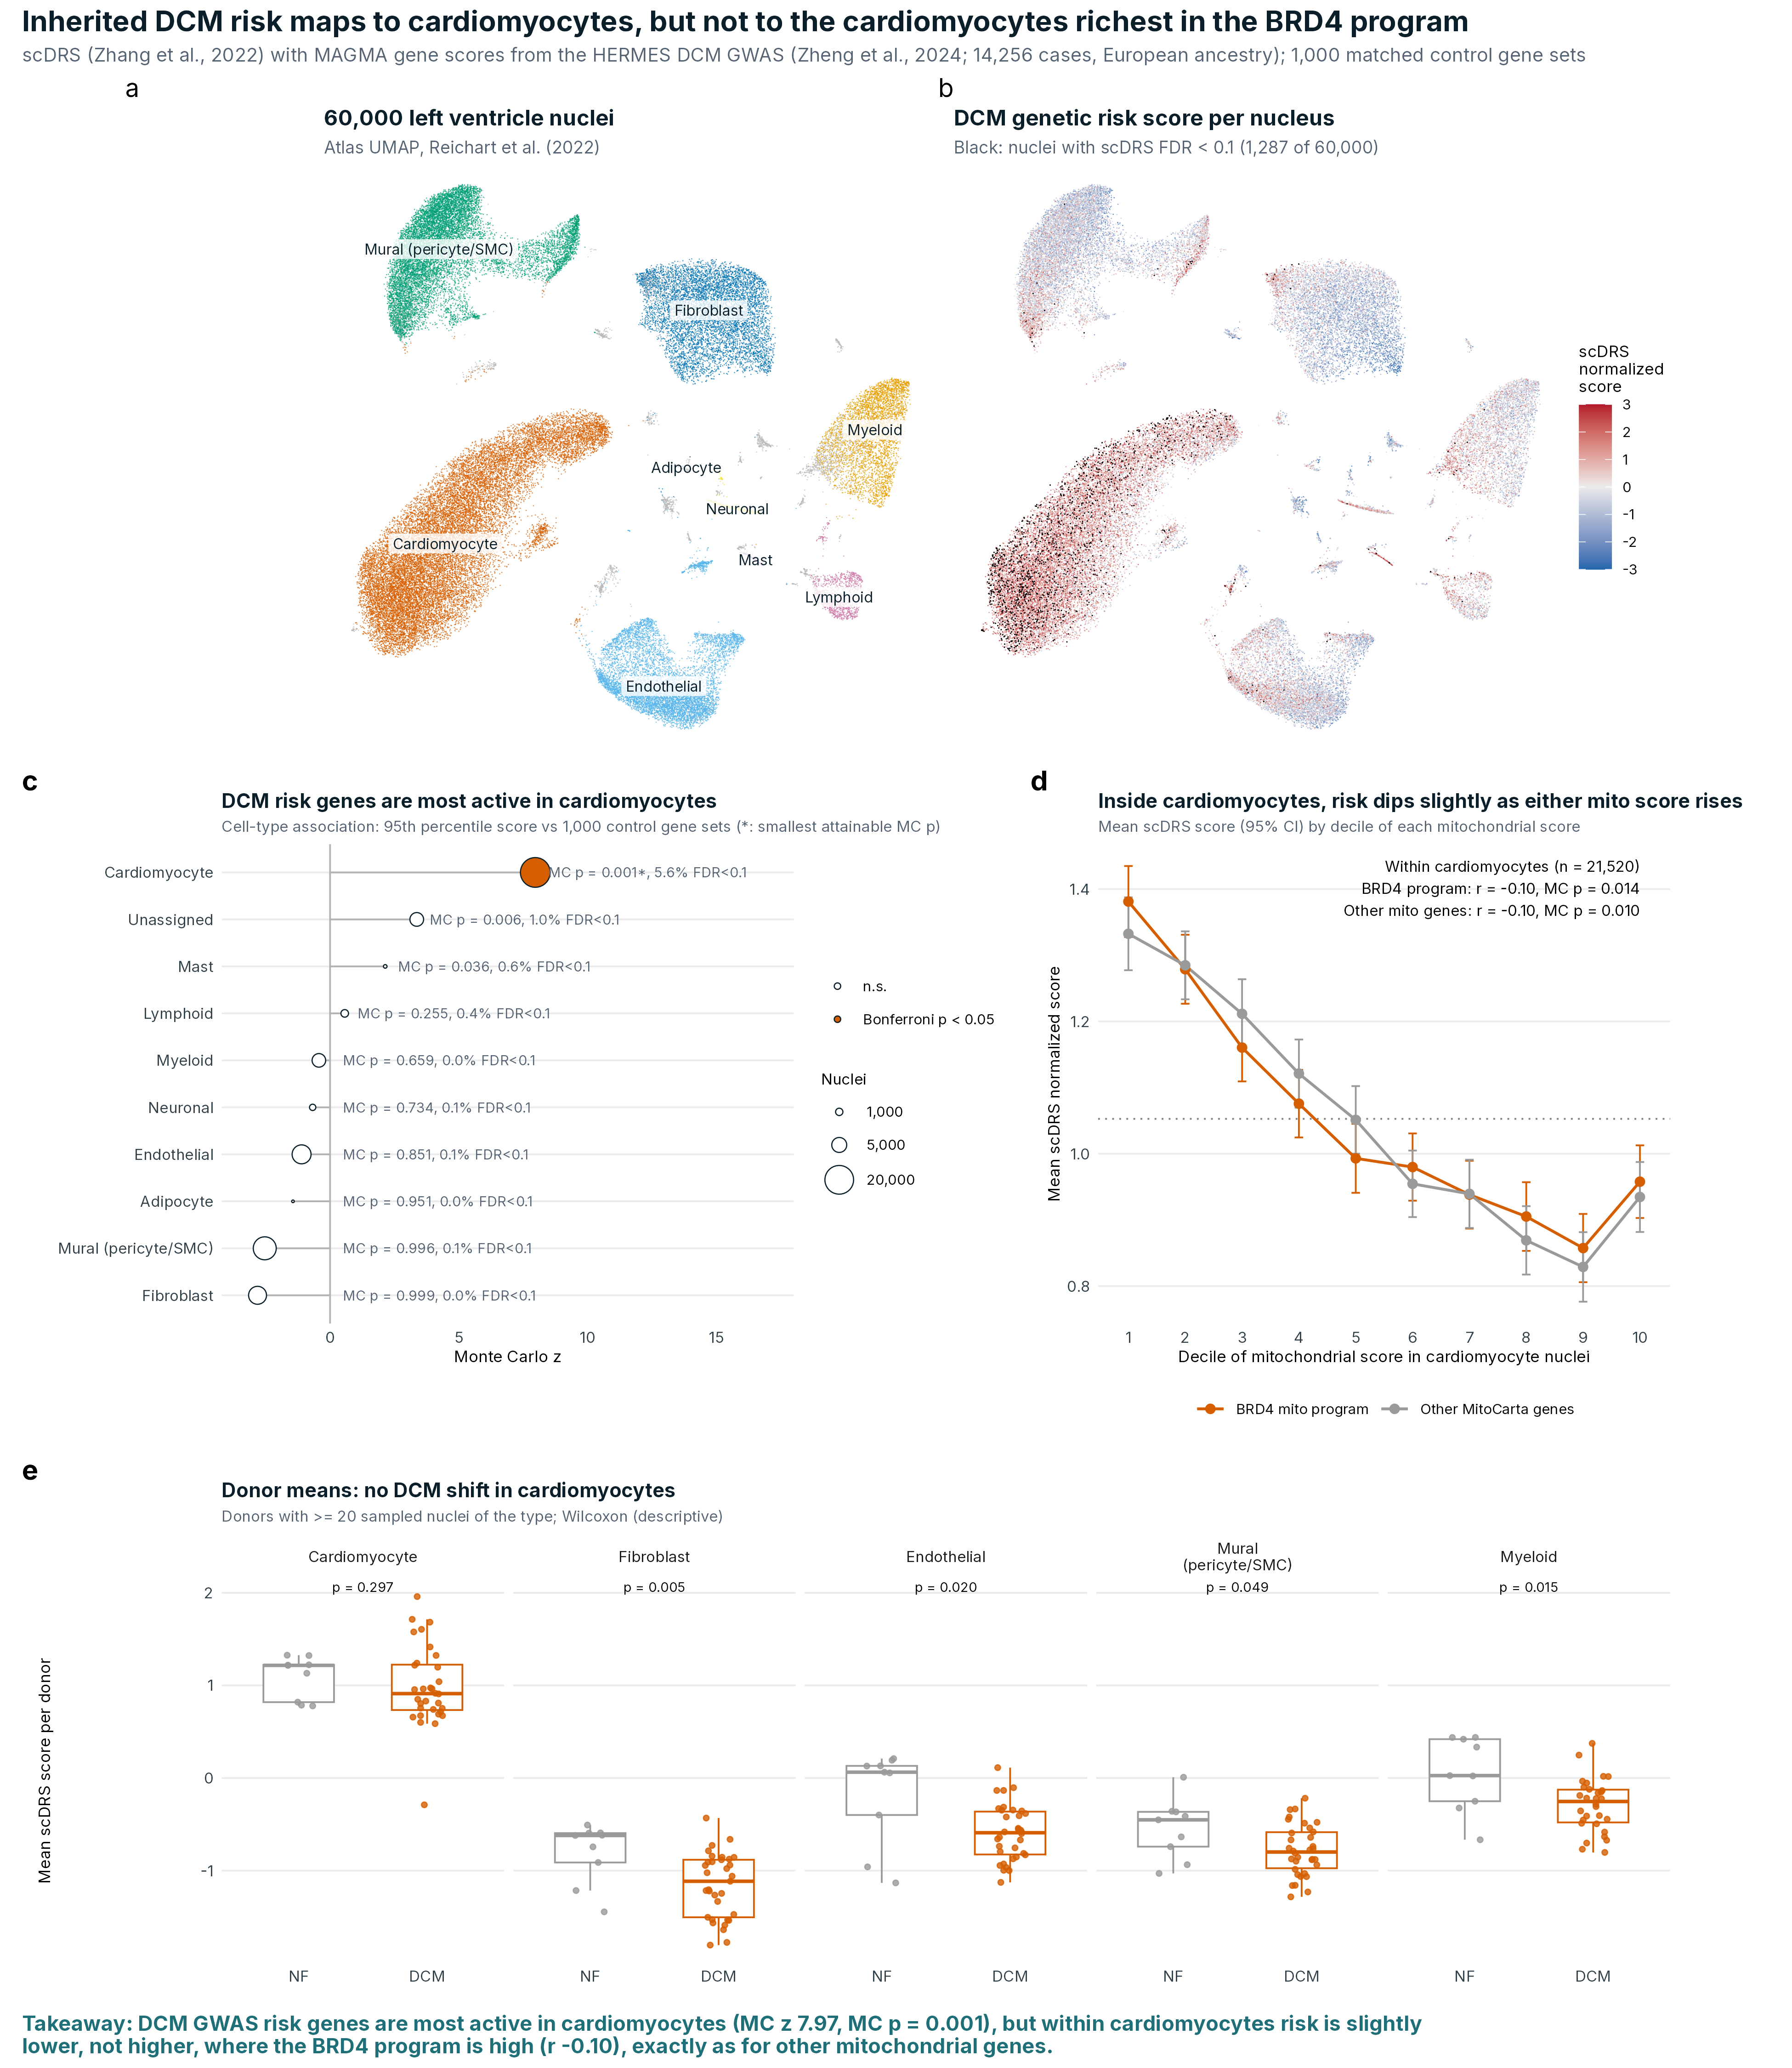 Inherited DCM risk maps to cardiomyocytes, but not to the cardiomyocytes richest in the BRD4 program
scDRS (Zhang et al., 2022) with MAGMA gene scores from the HERMES DCM GWAS (Zheng et al., 2024; 14,256 cases, European ancestry); 1,000 matched control gene sets
a
60,000 left ventricle nuclei
Atlas UMAP, Reichart et al. (2022)
Mural (pericyte/SMC)
Fibroblast
Myeloid
Adipocyte
Neuronal
Cardiomyocyte
Mast
Lymphoid
Endothelial
b
DCM genetic risk score per nucleus
Black: nuclei with scDRS FDR < 0.1 (1,287 of 60,000)
scDRS
normalized
score
3
2
1
0
-1
-2
-3
c
DCM risk genes are most active in cardiomyocytes
Cell-type association: 95th percentile score vs 1,000 control gene sets (*: smallest attainable MC p)
Cardiomyocyte MC p = 0.001*, 5.6% FDR<0.1
Unassigned MC p = 0.006, 1.0% FDR<0.1
Mast MC p = 0.036, 0.6% FDR<0.1
Lymphoid MC p = 0.255, 0.4% FDR<0.1
Myeloid MC p = 0.659, 0.0% FDR<0.1
Neuronal MC p = 0.734, 0.1% FDR<0.1
Endothelial MC p = 0.851, 0.1% FDR<0.1
Adipocyte MC p = 0.951, 0.0% FDR<0.1
Mural (pericyte/SMC) MC p = 0.996, 0.1% FDR<0.1
Fibroblast MC p = 0.999, 0.0% FDR<0.1
0 5 10 15
Monte Carlo z
n.s.
Bonferroni p < 0.05
Nuclei
1,000
5,000
20,000
d
Inside cardiomyocytes, risk dips slightly as either mito score rises
Mean scDRS score (95% CI) by decile of each mitochondrial score
Within cardiomyocytes (n = 21,520)
BRD4 program: r = -0.10, MC p = 0.014
Other mito genes: r = -0.10, MC p = 0.010
Mean scDRS normalized score
1.4
1.2
1.0
0.8
1 2 3 4 5 6 7 8 9 10
Decile of mitochondrial score in cardiomyocyte nuclei
BRD4 mito program Other MitoCarta genes
e
Donor means: no DCM shift in cardiomyocytes
Donors with >= 20 sampled nuclei of the type; Wilcoxon (descriptive)
Mean scDRS score per donor
2
1
0
-1
Cardiomyocyte
p = 0.297
NF DCM
Fibroblast
p = 0.005
NF DCM
Endothelial
p = 0.020
NF DCM
Mural
(pericyte/SMC)
p = 0.049
NF DCM
Myeloid
p = 0.015
NF DCM
Takeaway: DCM GWAS risk genes are most active in cardiomyocytes (MC z 7.97, MC p = 0.001), but within cardiomyocytes risk is slightly
lower, not higher, where the BRD4 program is high (r -0.10), exactly as for other mitochondrial genes.